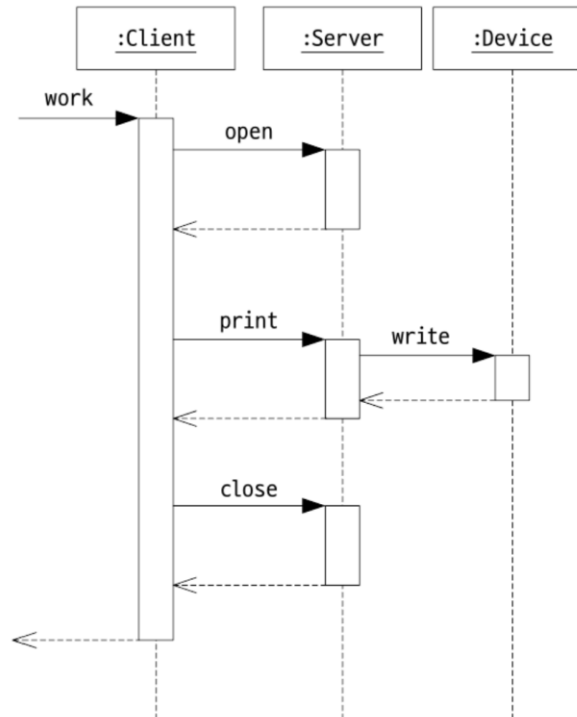 :Client
:Server
:Device
work
open
print
write
close